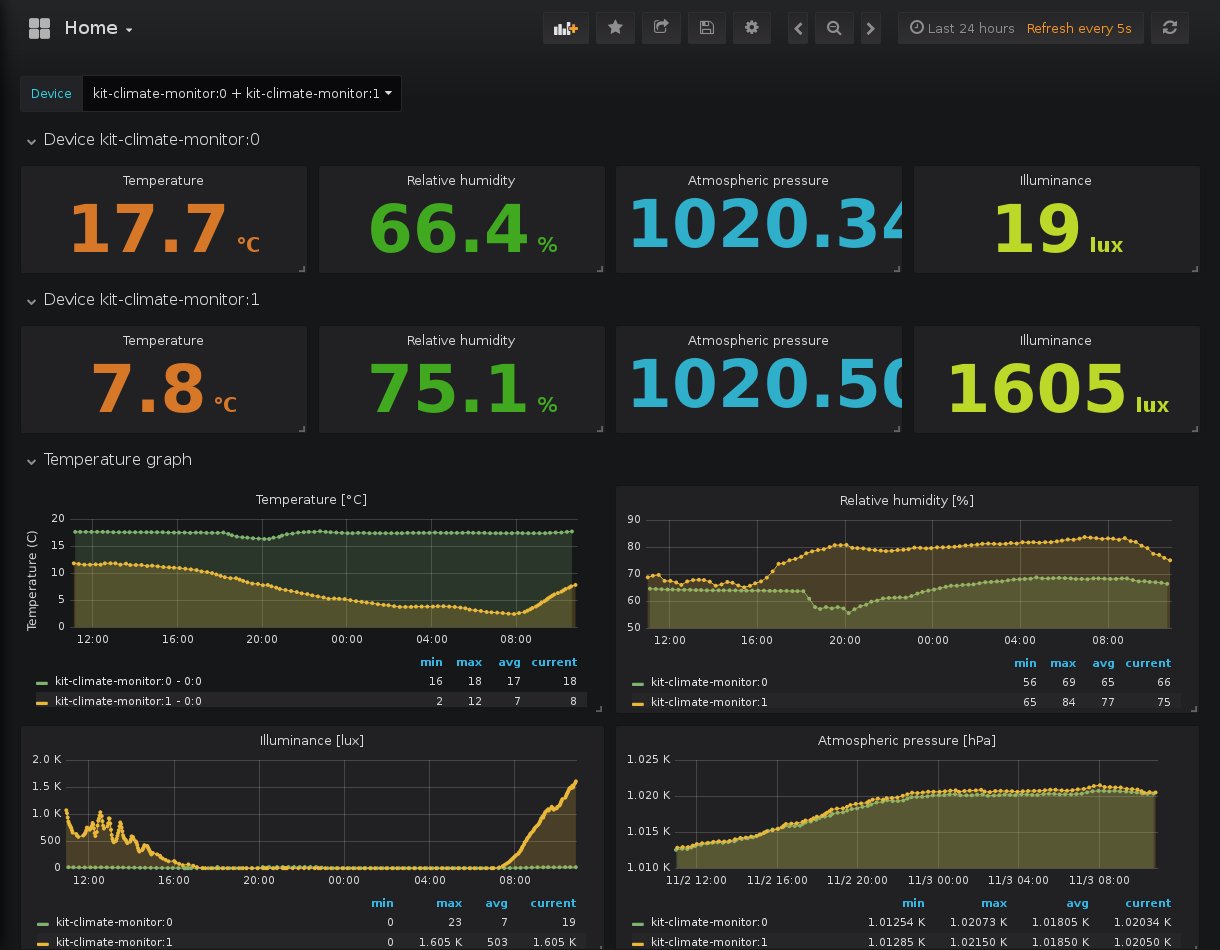 Home
Last 24 hours Refresh every 5s
Device kit-climate-monitor:0 + kit-climate-monitor:1
Device kit-climate-monitor:0
Temperature Relative humidity Atmospheric pressure Illuminance
17.7 °C 66.4 % 1020.34 19 lux
Device kit-climate-monitor:1
Temperature Relative humidity Atmospheric pressure Illuminance
7.8 °C 75.1 % 1020.50 1605 lux
Temperature graph
Temperature [°C]
Temperature (C)
20
15
10
5
0
12:00 16:00 20:00 00:00 04:00 08:00
min max avg current
kit-climate-monitor:0 - 0:0 16 18 17 18
kit-climate-monitor:1 - 0:0 2 12 7 8
Relative humidity [%]
90
80
70
60
50
12:00 16:00 20:00 00:00 04:00 08:00
min max avg current
kit-climate-monitor:0 56 69 65 66
kit-climate-monitor:1 65 84 77 75
Illuminance [lux]
2.0 K
1.5 K
1.0 K
500
0
12:00 16:00 20:00 00:00 04:00 08:00
min max avg current
kit-climate-monitor:0 0 23 7 19
kit-climate-monitor:1 0 1.605 K 503 1.605 K
Atmospheric pressure [hPa]
1.025 K
1.020 K
1.015 K
1.010 K
11/2 12:00 11/2 16:00 11/2 20:00 11/3 00:00 11/3 04:00 11/3 08:00
min max avg current
kit-climate-monitor:0 1.01254 K 1.02073 K 1.01805 K 1.02034 K
kit-climate-monitor:1 1.01285 K 1.02150 K 1.01850 K 1.02050 K